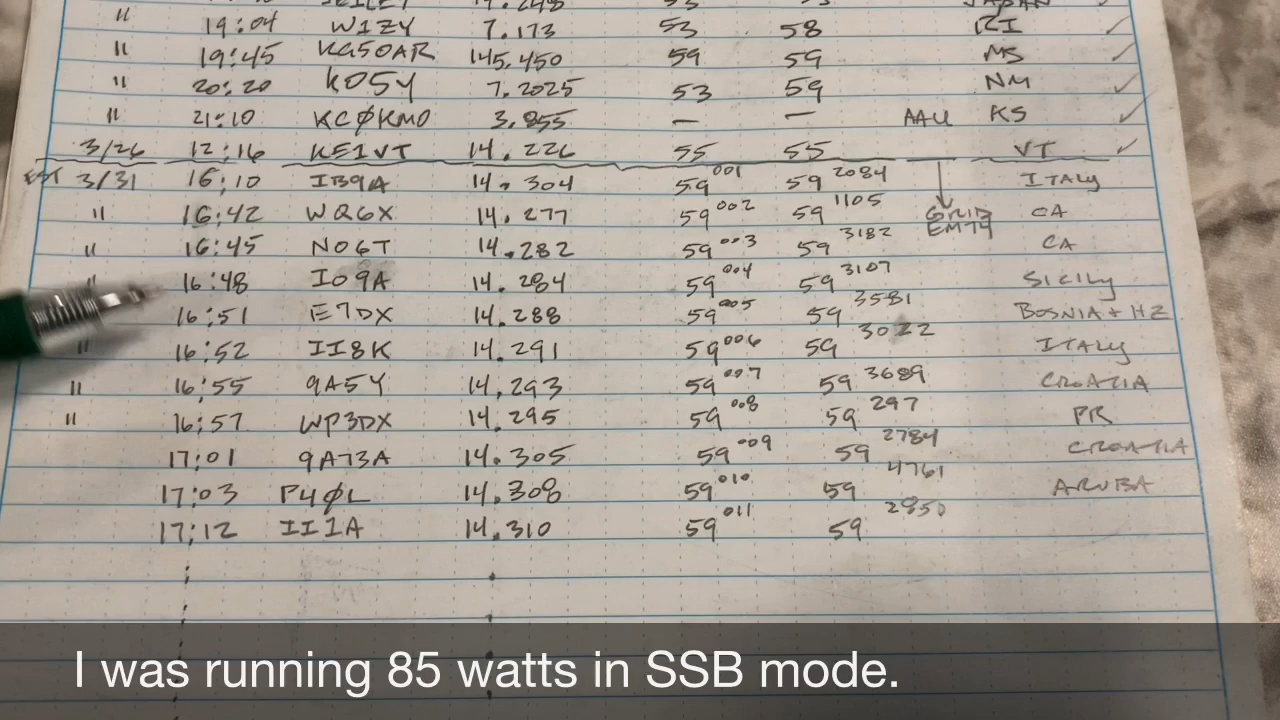 " 19:04 W1ZY 7.173 53 58 RI ✓
" 19:45 KG5OAR 145.450 59 59 MS ✓
" 20:20 KD5Y 7.2025 53 59 NM ✓
" 21:10 KCØKMO 3.855 — — KS ✓
3/26 12:16 KE1VT 14.226 55 55 VT ✓
EST 3/31 16:10 IB9A 14.304 59 001 59 2084 ITALY
" 16:42 WQ6X 14.277 59 002 59 1105 GRID CA
EM79
" 16:45 NO6T 14.282 59 003 59 3182 CA
" 16:48 IO9A 14.284 59 004 59 3107 SICILY
16:51 E7DX 14.288 59 005 59 3581 BOSNIA + HZ
" 16:52 II8K 14.291 59 006 59 3022 ITALY
" 16:55 9A5Y 14.293 59 007 59 3689 CROATIA
" 16:57 WP3DX 14.295 59 008 59 297 PR
17:01 9A73A 14.305 59 009 59 2784 CROATIA
17:03 P4ØL 14.308 59 010 59 4761 ARUBA
17:12 II1A 14.310 59 011 59 2850
I was running 85 watts in SSB mode.